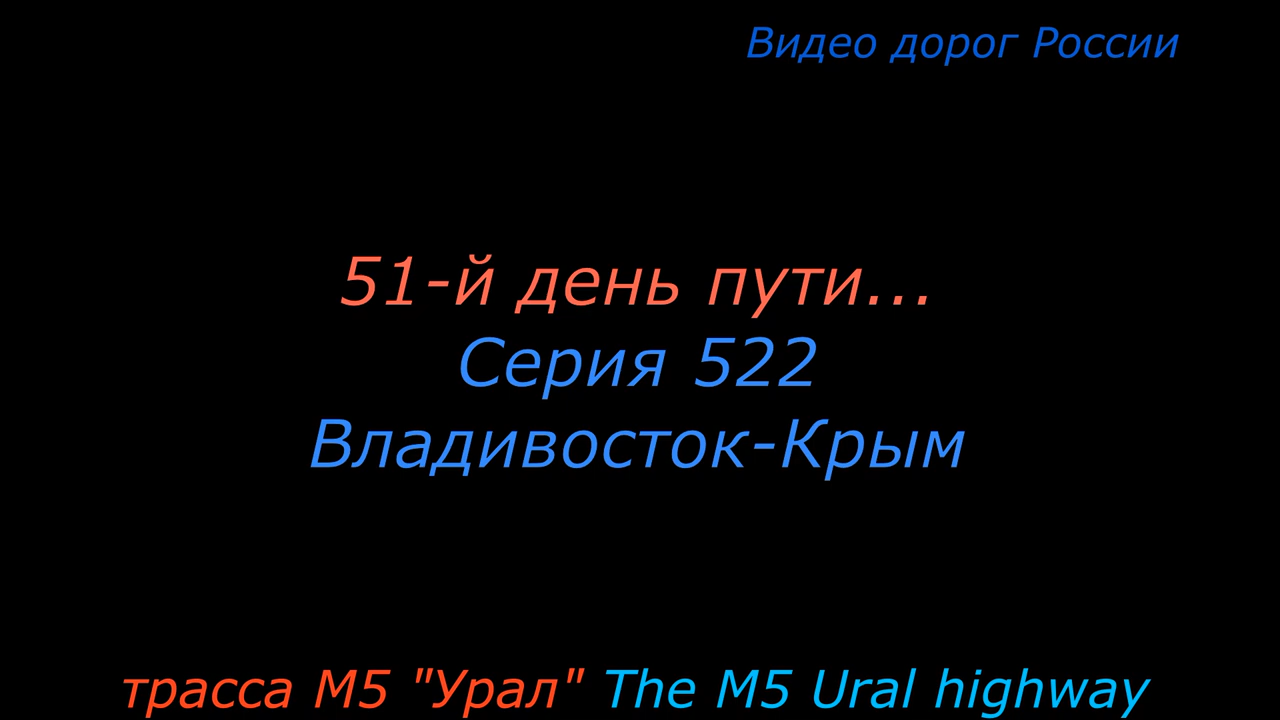 Видео дорог России
51-й день пути...
Серия 522
Владивосток-Крым
трасса М5 "Урал" The M5 Ural highway